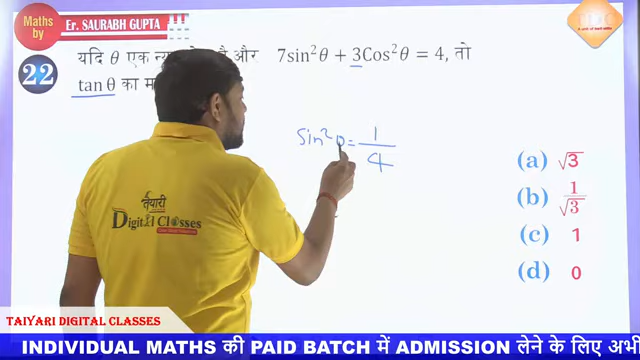 Maths
by
Er. SAURABH GUPTA
22
यदि θ एक और 7sin²θ + 3Cos²θ = 4, तो
tanθ का
sin²θ = 1/4
(a) √3
(b) 1/√3
(c) 1
(d) 0
तैयारी
Digital Classes
TAIYARI DIGITAL CLASSES
INDIVIDUAL MATHS की PAID BATCH में ADMISSION लेने के लिए अभी